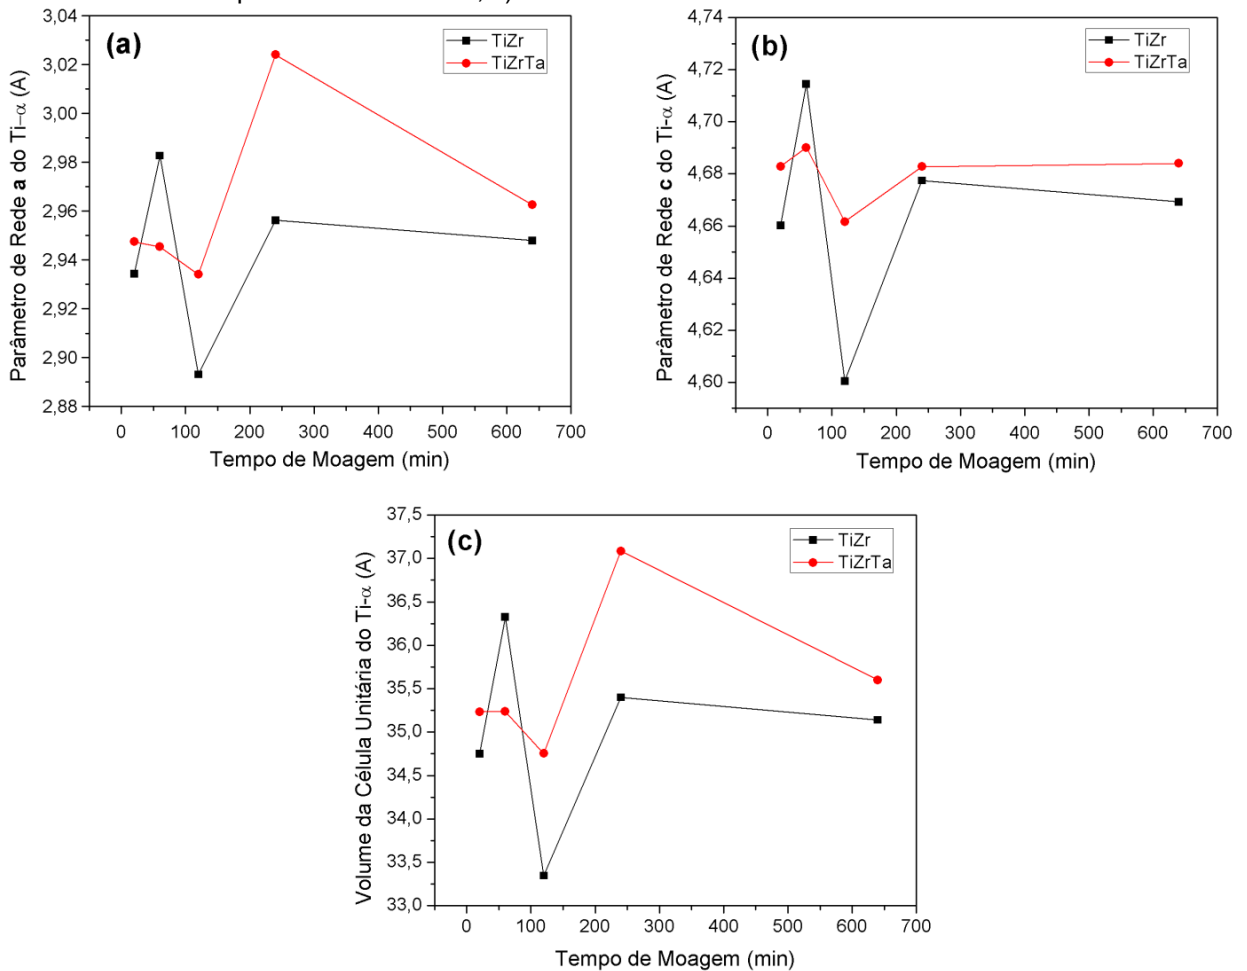 (a)
TiZr
TiZrTa
Parâmetro de Rede a do Ti-α (A)
3,04
3,02
3,00
2,98
2,96
2,94
2,92
2,90
2,88
0 100 200 300 400 500 600 700
Tempo de Moagem (min)
(b)
TiZr
TiZrTa
Parâmetro de Rede c do Ti-α (A)
4,74
4,72
4,70
4,68
4,66
4,64
4,62
4,60
0 100 200 300 400 500 600 700
Tempo de Moagem (min)
(c)
TiZr
TiZrTa
Volume da Célula Unitária do Ti-α (A)
37,5
37,0
36,5
36,0
35,5
35,0
34,5
34,0
33,5
33,0
0 100 200 300 400 500 600 700
Tempo de Moagem (min)